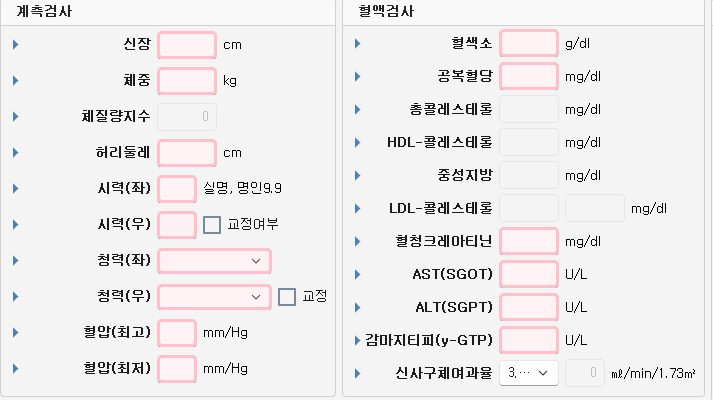 계측검사
신장 cm
체중 kg
체질량지수 0
허리둘레 cm
시력(좌) 실명, 맹인9.9
시력(우) 교정여부
청력(좌)
청력(우) 교정
혈압(최고) mm/Hg
혈압(최저) mm/Hg
혈액검사
혈색소 g/dl
공복혈당 mg/dl
총콜레스테롤 mg/dl
HDL-콜레스테롤 mg/dl
중성지방 mg/dl
LDL-콜레스테롤 mg/dl
혈청크레아티닌 mg/dl
AST(SGOT) U/L
ALT(SGPT) U/L
감마지티피(y-GTP) U/L
신사구체여과율 3,… 0 ㎖/min/1.73㎡